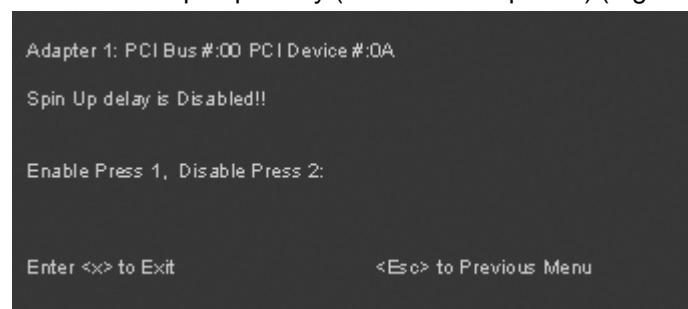 Adapter 1: PCI Bus #:00 PCI Device #:0A
Spin Up delay is Disabled!!
Enable Press 1, Disable Press 2:
Enter <x> to Exit <Esc> to Previous Menu